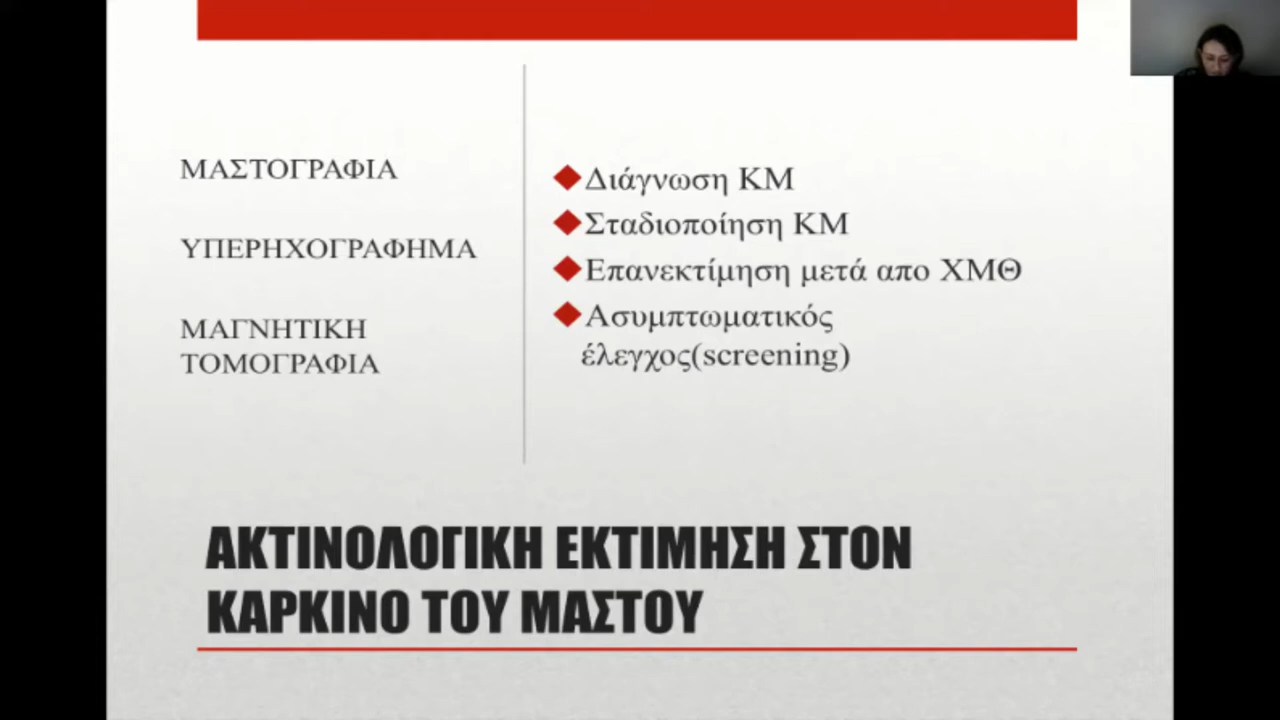 ΜΑΣΤΟΓΡΑΦΙΑ
ΥΠΕΡΗΧΟΓΡΑΦΗΜΑ
ΜΑΓΝΗΤΙΚΗ
ΤΟΜΟΓΡΑΦΙΑ
Διάγνωση ΚΜ
Σταδιοποίηση ΚΜ
Επανεκτίμηση μετά απο ΧΜΘ
Ασυμπτωματικός
έλεγχος(screening)
ΑΚΤΙΝΟΛΟΓΙΚΗ ΕΚΤΙΜΗΣΗ ΣΤΟΝ
ΚΑΡΚΙΝΟ ΤΟΥ ΜΑΣΤΟΥ